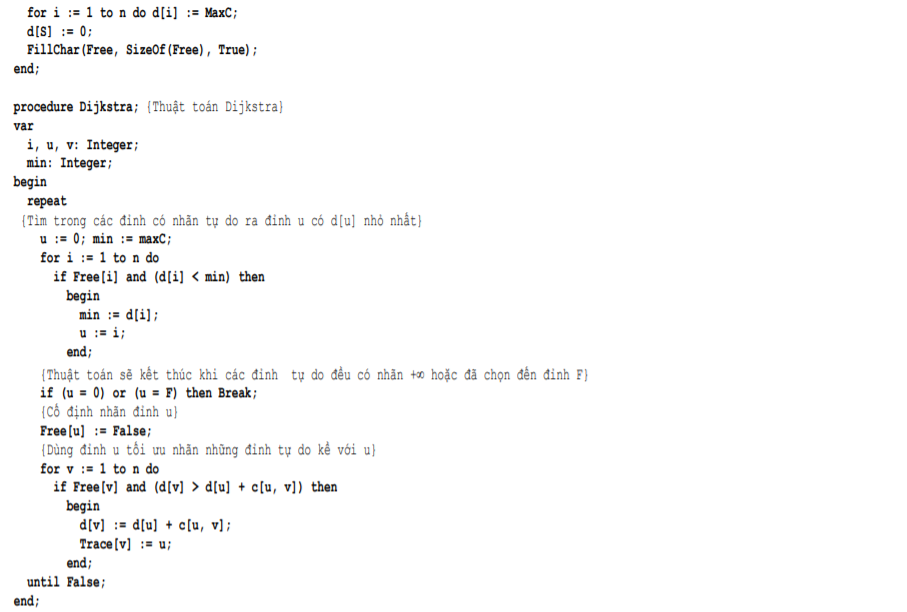 for i := 1 to n do d[i] := MaxC;
d[S] := 0;
FillChar(Free, SizeOf(Free), True);
end;
procedure Dijkstra; {Thuật toán Dijkstra}
var
i, u, v: Integer;
min: Integer;
begin
repeat
{Tìm trong các đỉnh có nhãn tự do ra đỉnh u có d[u] nhỏ nhất}
u := 0; min := maxC;
for i := 1 to n do
if Free[i] and (d[i] < min) then
begin
min := d[i];
u := i;
end;
{Thuật toán sẽ kết thúc khi các đỉnh tự do đều có nhãn +∞ hoặc đã chọn đến đỉnh F}
if (u = 0) or (u = F) then Break;
{Cố định nhãn đỉnh u}
Free[u] := False;
{Dùng đỉnh u tối ưu nhãn những đỉnh tự do kề với u}
for v := 1 to n do
if Free[v] and (d[v] > d[u] + c[u, v]) then
begin
d[v] := d[u] + c[u, v];
Trace[v] := u;
end;
until False;
end;